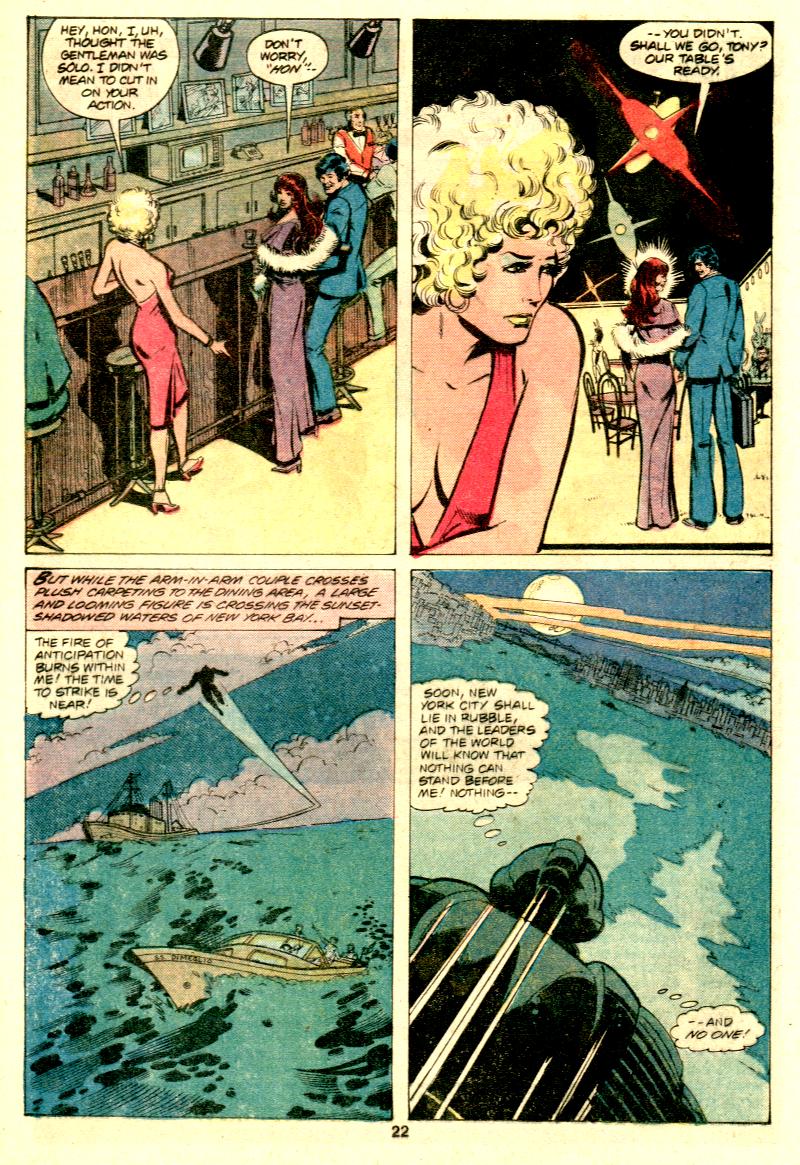 HEY, HON, I, UH,
THOUGHT THE
GENTLEMAN WAS
SOLO. I DIDN'T
MEAN TO CUT IN
ON YOUR
ACTION.
DON'T
WORRY,
"HON"--
--YOU DIDN'T.
SHALL WE GO, TONY?
OUR TABLE'S
READY.
BUT WHILE THE ARM-IN-ARM COUPLE CROSSES
PLUSH CARPETING TO THE DINING AREA, A LARGE
AND LOOMING FIGURE IS CROSSING THE SUNSET-
SHADOWED WATERS OF NEW YORK BAY...
THE FIRE OF
ANTICIPATION
BURNS WITHIN
ME! THE TIME
TO STRIKE IS
NEAR!
SOON, NEW
YORK CITY SHALL
LIE IN RUBBLE,
AND THE LEADERS
OF THE WORLD
WILL KNOW THAT
NOTHING CAN
STAND BEFORE
ME! NOTHING--
--AND
NO ONE!
22